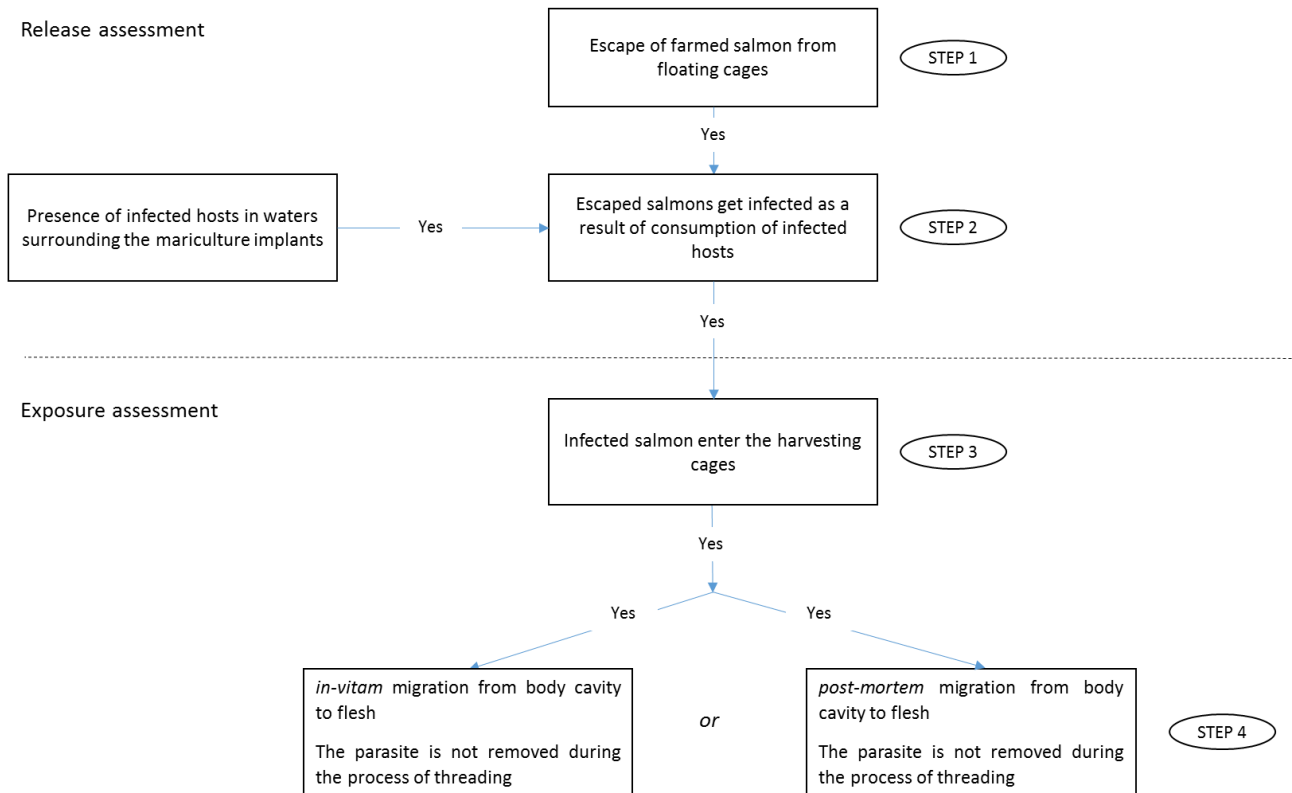 Release assessment
Escape of farmed salmon from
floating cages
STEP 1
Yes
Presence of infected hosts in waters
surrounding the mariculture implants
Yes
Escaped salmons get infected as a
result of consumption of infected
hosts
STEP 2
Yes
Exposure assessment
Infected salmon enter the harvesting
cages
STEP 3
Yes
Yes
Yes
in-vitam migration from body cavity
to flesh
The parasite is not removed during
the process of threading
or
post-mortem migration from body
cavity to flesh
The parasite is not removed during
the process of threading
STEP 4